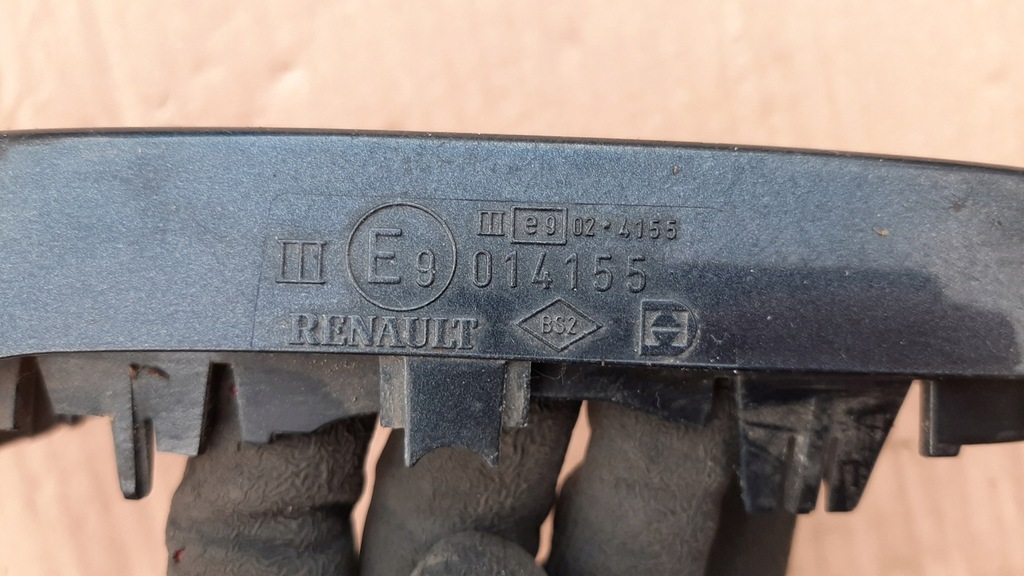 III e9 02·4155
III E9 014155
RENAULT BS2